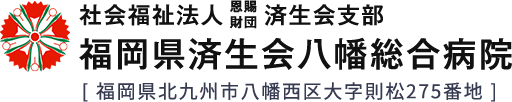 社会福祉法人 恩賜財団 済生会支部
福岡県済生会八幡総合病院
[ 福岡県北九州市八幡西区大字則松275番地 ]